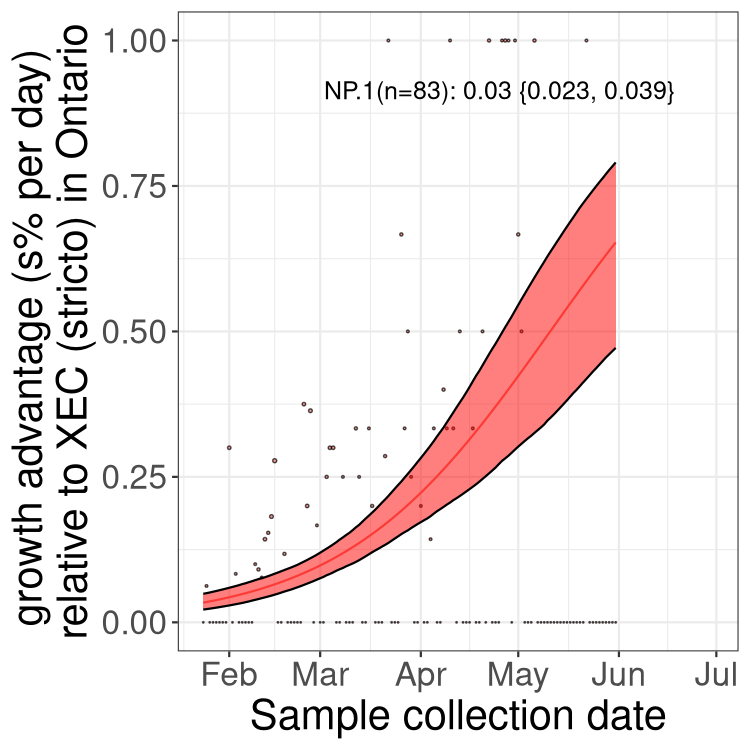 growth advantage (s% per day)
relative to XEC (stricto) in Ontario
1.00
0.75
0.50
0.25
0.00
NP.1(n=83): 0.03 {0.023, 0.039}
Feb Mar Apr May Jun Jul
Sample collection date